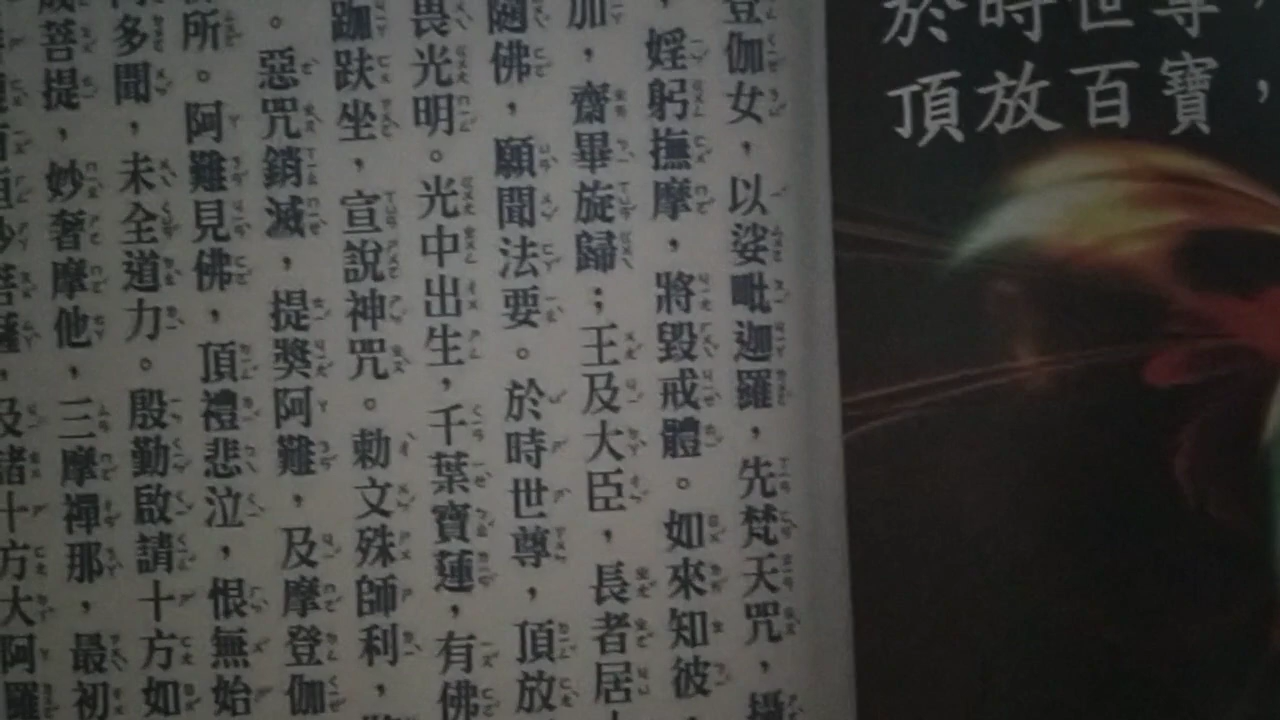 於時世尊，
頂放百寶，
登伽女，以娑毗迦羅，先梵天咒，攝
，婬躬撫摩，將毀戒體。如來知彼
加，齋畢旋歸；王及大臣，長者居
隨佛，願聞法要。於時世尊，頂放
畏光明。光中出生，千葉寶蓮，有佛
跏趺坐，宣說神咒。勅文殊師利，
。惡咒銷滅，提獎阿難，及摩登伽
所。阿難見佛，頂禮悲泣，恨無始
多聞，未全道力。殷勤啟請十方如
菩提，妙奢摩他，三摩禪那，最初
及諸十方大阿羅